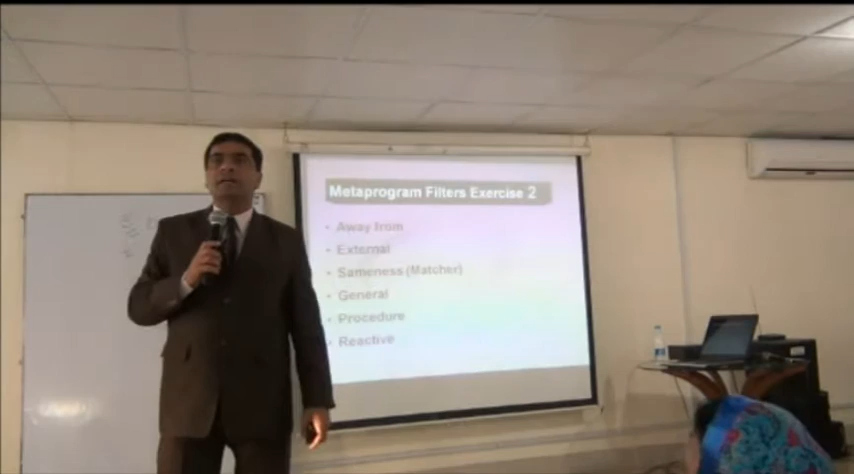 Metaprogram Filters Exercise 2
• Away from
• External
• Sameness (Matcher)
• General
• Procedure
• Reactive